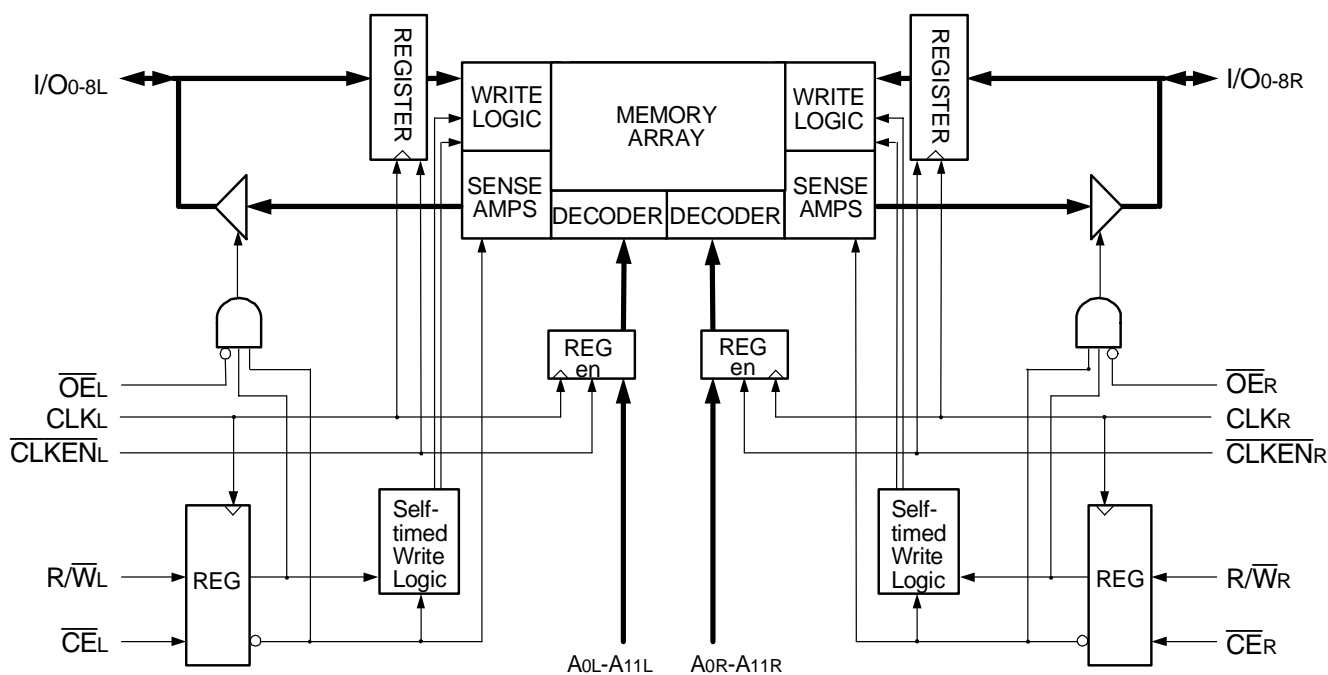 REGISTER
REGISTER
I/O0-8L
I/O0-8R
WRITE
LOGIC
MEMORY
ARRAY
WRITE
LOGIC
SENSE
AMPS
SENSE
AMPS
DECODER
DECODER
REG
en
REG
en
OEL
OER
CLKL
CLKR
CLKENL
CLKENR
Self-
timed
Write
Logic
Self-
timed
Write
Logic
R/WL
REG
REG
R/WR
CEL
CER
A0L-A11L
A0R-A11R